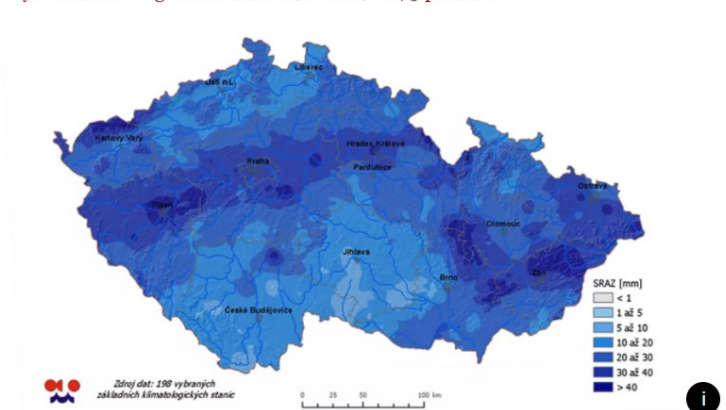 Liberec
Ústí n.L.
Karlovy Vary
Hradec Králové
Praha
Pardubice
Ostrava
Plzeň
Olomouc
Jihlava
Brno
Zlín
České Budějovice
SRAZ [mm]
< 1
1 až 5
5 až 10
10 až 20
20 až 30
30 až 40
> 40
Zdroj dat: 198 vybraných
základních klimatologických stanic
0 25 50 100 km
i